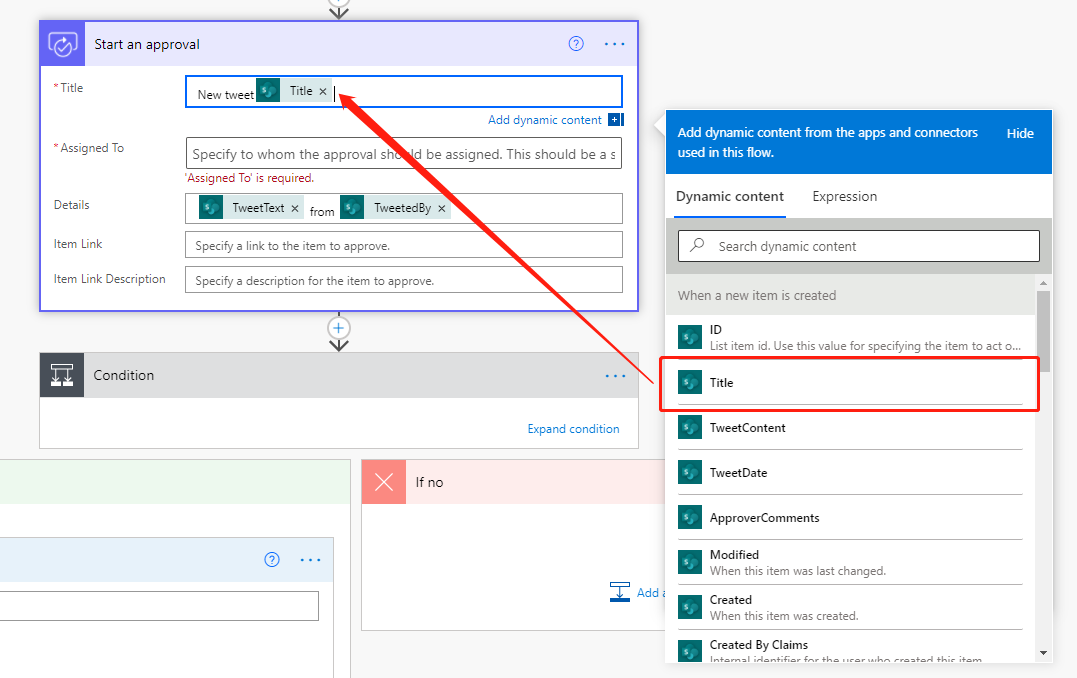 Start an approval
* Title
New tweet Title ×
Add dynamic content
* Assigned To
Specify to whom the approval should be assigned. This should be a s
'Assigned To' is required.
Details
TweetText × from TweetedBy ×
Item Link
Specify a link to the item to approve.
Item Link Description
Specify a description for the item to approve.
Condition
Expand condition
If no
Add a
Add dynamic content from the apps and connectors
used in this flow.
Hide
Dynamic content
Expression
Search dynamic content
When a new item is created
ID
List item id. Use this value for specifying the item to act o...
Title
TweetContent
TweetDate
ApproverComments
Modified
When this item was last changed.
Created
When this item was created.
Created By Claims
Internal identifier for the user who created this item.